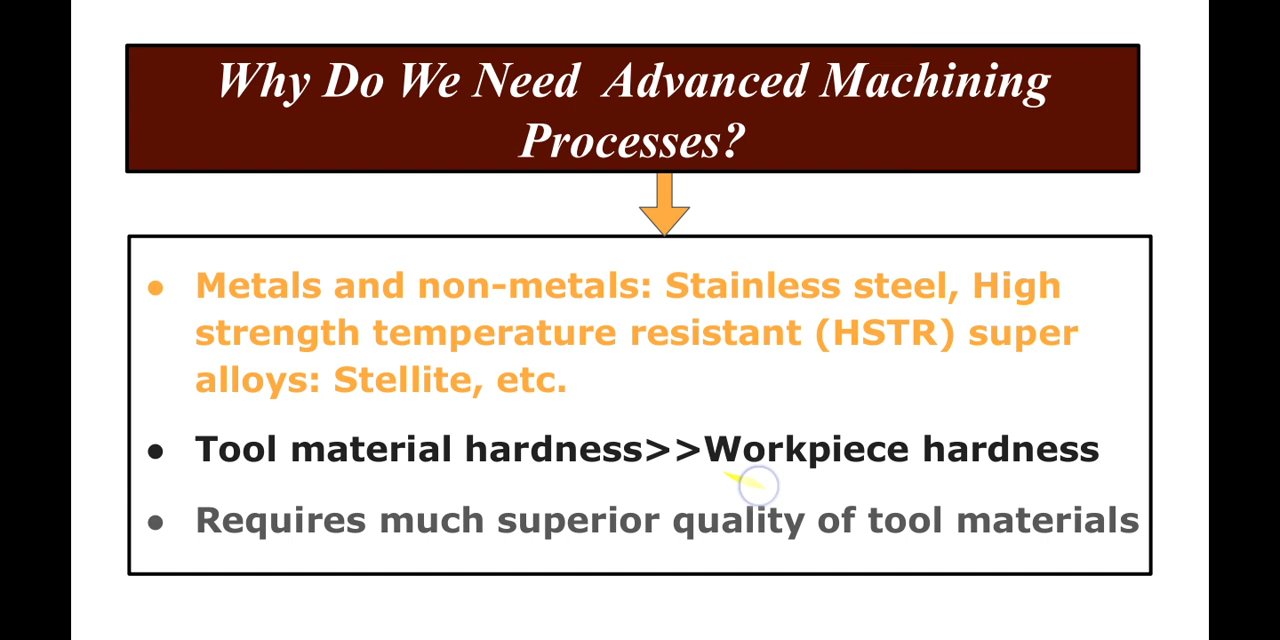 Why Do We Need Advanced Machining
Processes?
● Metals and non-metals: Stainless steel, High
strength temperature resistant (HSTR) super
alloys: Stellite, etc.
● Tool material hardness>>Workpiece hardness
● Requires much superior quality of tool materials